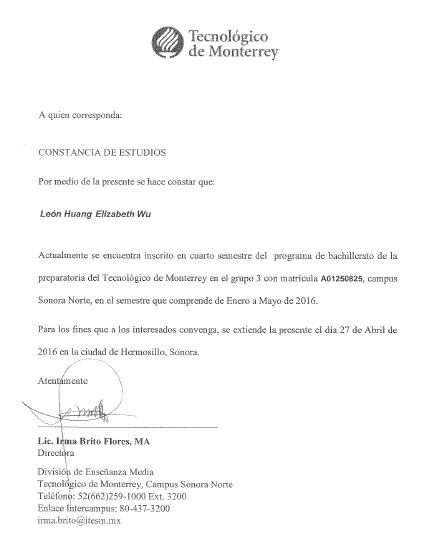 Tecnológico
de Monterrey
A quien corresponda:
CONSTANCIA DE ESTUDIOS
Por medio de la presente se hace constar que:
León Huang Elizabeth Wu
Actualmente se encuentra inscrito en cuarto semestre del programa de bachillerato de la
preparatoria del Tecnológico de Monterrey en el grupo 3 con matrícula A01250825, campus
Sonora Norte, en el semestre que comprende de Enero a Mayo de 2016.
Para los fines que a los interesados convenga, se extiende la presente el día 27 de Abril de
2016 en la ciudad de Hermosillo, Sonora.
Atentamente
Lic. Irma Brito Flores, MA
Directora
División de Enseñanza Media
Tecnológico de Monterrey, Campus Sonora Norte
Teléfono: 52(662)259-1000 Ext. 3200
Enlace Intercampus: 80-437-3200
irma.brito@itesm.mx